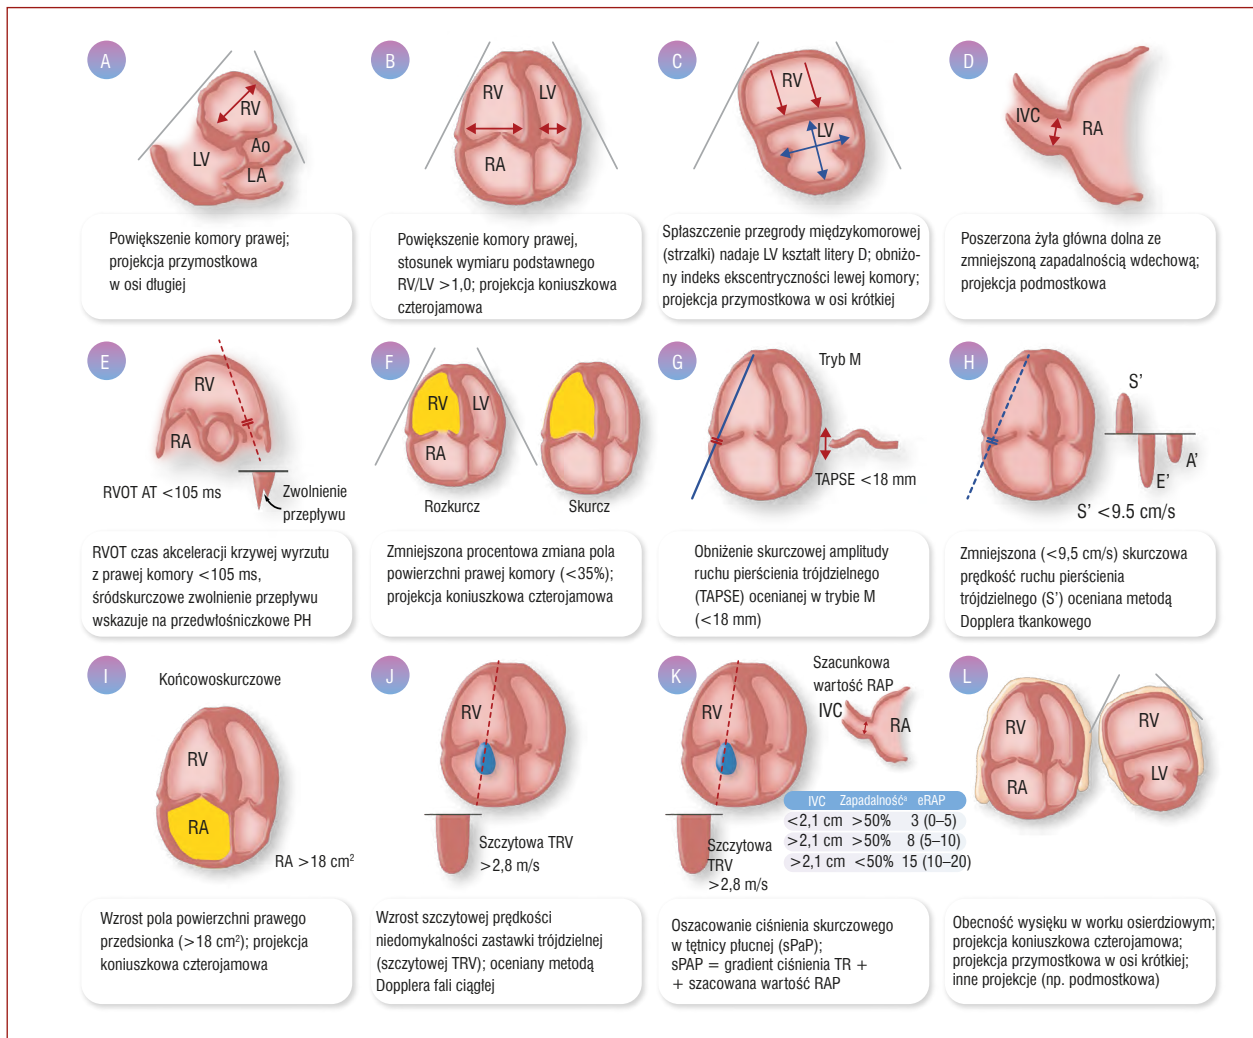 A
RV
LV
Ao
LA
Powiększenie komory prawej;
projekcja przymostkowa
w osi długiej
B
RV
LV
RA
Powiększenie komory prawej,
stosunek wymiaru podstawnego
RV/LV >1,0; projekcja koniuszkowa
czterojamowa
C
RV
LV
Spłaszczenie przegrody międzykomorowej
(strzałki) nadaje LV kształt litery D; obniżo-
ny indeks ekscentryczności lewej komory;
projekcja przymostkowa w osi krótkiej
D
IVC
RA
Poszerzona żyła główna dolna ze
zmniejszoną zapadalnością wdechową;
projekcja podmostkowa
E
RV
RA
RVOT AT <105 ms
Zwolnienie
przepływu
RVOT czas akceleracji krzywej wyrzutu
z prawej komory <105 ms,
śródskurczowe zwolnienie przepływu
wskazuje na przedwłośniczkowe PH
F
RV
LV
RA
Rozkurcz
Skurcz
Zmniejszona procentowa zmiana pola
powierzchni prawej komory (<35%);
projekcja koniuszkowa czterojamowa
G
Tryb M
TAPSE <18 mm
Obniżenie skurczowej amplitudy
ruchu pierścienia trójdzielnego
(TAPSE) ocenianej w trybie M
(<18 mm)
H
S’
A’
E’
S’ <9.5 cm/s
Zmniejszona (<9,5 cm/s) skurczowa
prędkość ruchu pierścienia
trójdzielnego (S’) oceniana metodą
Dopplera tkankowego
I
Końcowoskurczowe
RV
RA
RA >18 cm²
Wzrost pola powierzchni prawego
przedsionka (>18 cm²); projekcja
koniuszkowa czterojamowa
J
RV
Szczytowa TRV
>2,8 m/s
Wzrost szczytowej prędkości
niedomykalności zastawki trójdzielnej
(szczytowej TRV); oceniany metodą
Dopplera fali ciągłej
K
RV
Szacunkowa
wartość RAP
IVC
RA
IVC Zapadalnośćᵃ eRAP
<2,1 cm >50% 3 (0–5)
>2,1 cm >50% 8 (5–10)
>2,1 cm <50% 15 (10–20)
Szczytowa
TRV
>2,8 m/s
Oszacowanie ciśnienia skurczowego
w tętnicy płucnej (sPaP);
sPAP = gradient ciśnienia TR +
+ szacowana wartość RAP
L
RV
RA
RV
LV
Obecność wysięku w worku osierdziowym;
projekcja koniuszkowa czterojamowa;
projekcja przymostkowa w osi krótkiej;
inne projekcje (np. podmostkowa)